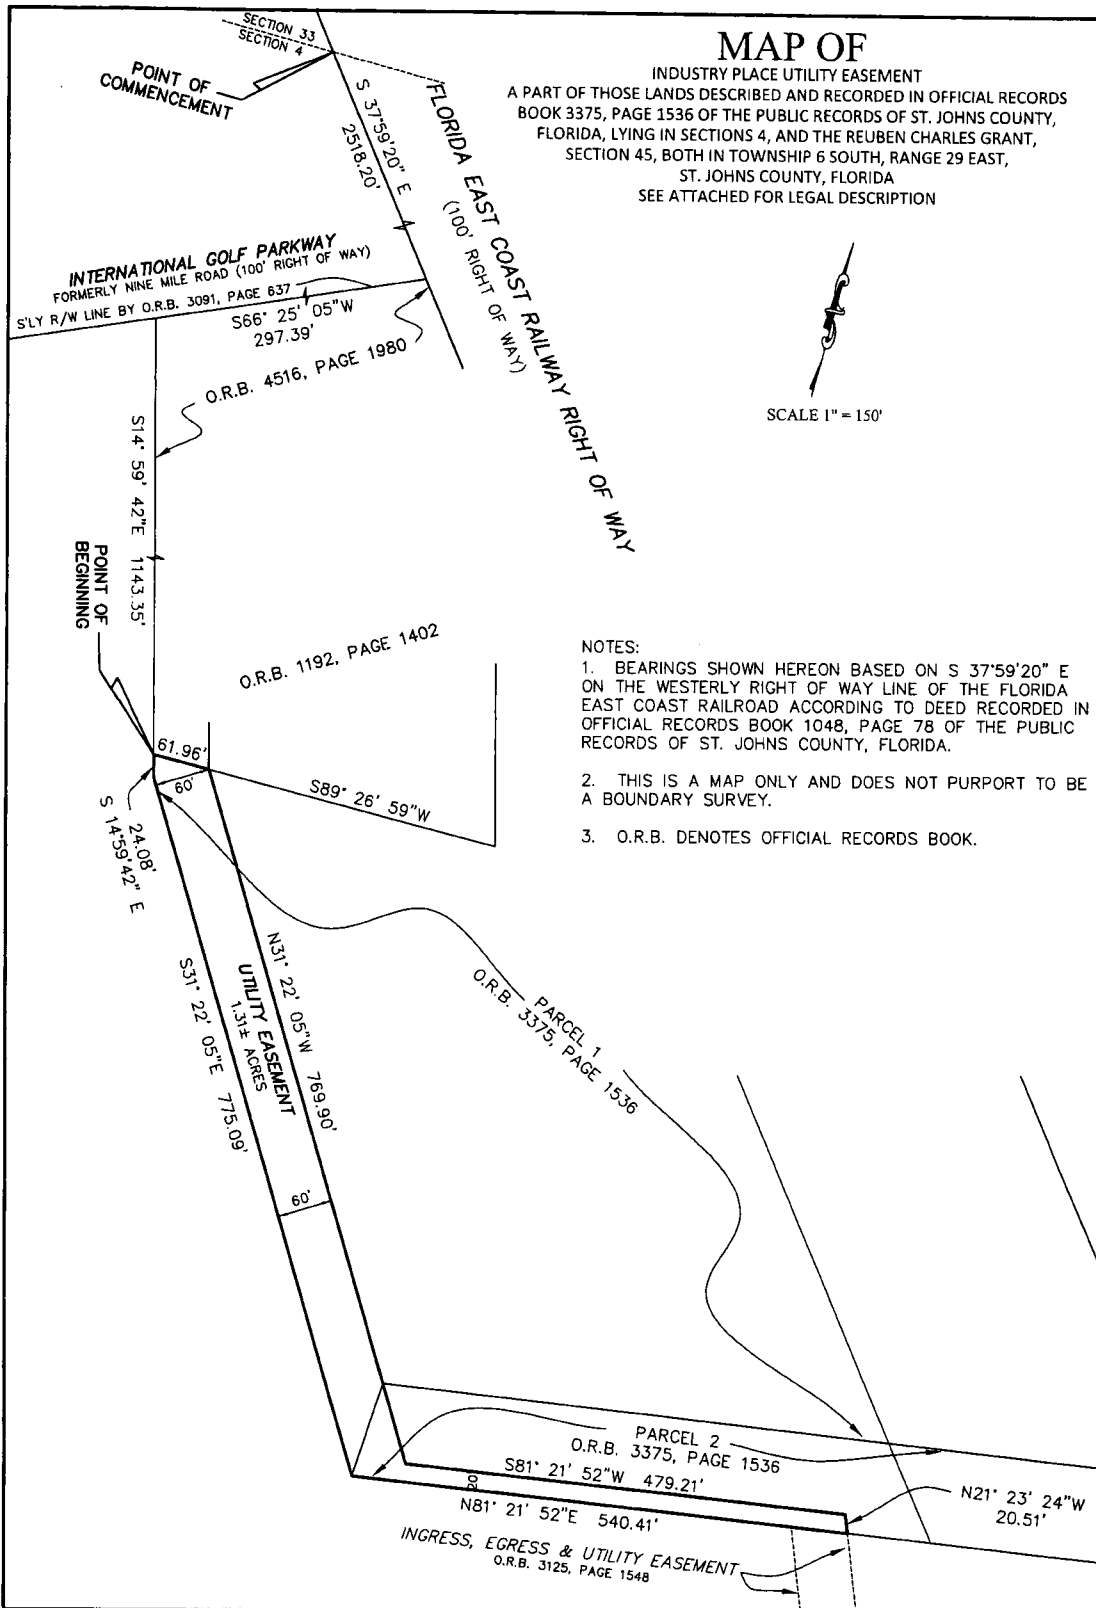 MAP OF
INDUSTRY PLACE UTILITY EASEMENT
A PART OF THOSE LANDS DESCRIBED AND RECORDED IN OFFICIAL RECORDS
BOOK 3375, PAGE 1536 OF THE PUBLIC RECORDS OF ST. JOHNS COUNTY,
FLORIDA, LYING IN SECTIONS 4, AND THE REUBEN CHARLES GRANT,
SECTION 45, BOTH IN TOWNSHIP 6 SOUTH, RANGE 29 EAST,
ST. JOHNS COUNTY, FLORIDA
SEE ATTACHED FOR LEGAL DESCRIPTION
SECTION 33
SECTION 4
POINT OF
COMMENCEMENT
S 37°59'20" E
2518.20'
FLORIDA EAST COAST RAILWAY RIGHT OF WAY
(100' RIGHT OF WAY)
INTERNATIONAL GOLF PARKWAY
FORMERLY NINE MILE ROAD (100' RIGHT OF WAY)
S'LY R/W LINE BY O.R.B. 3091, PAGE 637
S66° 25' 05"W
297.39'
SCALE 1" = 150'
O.R.B. 4516, PAGE 1980
S14° 59' 42"E 1143.35'
POINT OF
BEGINNING
O.R.B. 1192, PAGE 1402
NOTES:
1. BEARINGS SHOWN HEREON BASED ON S 37°59'20" E
ON THE WESTERLY RIGHT OF WAY LINE OF THE FLORIDA
EAST COAST RAILROAD ACCORDING TO DEED RECORDED IN
OFFICIAL RECORDS BOOK 1048, PAGE 78 OF THE PUBLIC
RECORDS OF ST. JOHNS COUNTY, FLORIDA.
2. THIS IS A MAP ONLY AND DOES NOT PURPORT TO BE
A BOUNDARY SURVEY.
3. O.R.B. DENOTES OFFICIAL RECORDS BOOK.
61.96'
60'
S89° 26' 59"W
24.08'
S 14°59'42" E
N31° 22' 05"W 769.90'
UTILITY EASEMENT
1.31± ACRES
S31° 22' 05"E 775.09'
60'
PARCEL 1
O.R.B. 3375, PAGE 1536
PARCEL 2
O.R.B. 3375, PAGE 1536
S81° 21' 52"W 479.21'
20'
N81° 21' 52"E 540.41'
N21° 23' 24"W
20.51'
INGRESS, EGRESS & UTILITY EASEMENT
O.R.B. 3125, PAGE 1548